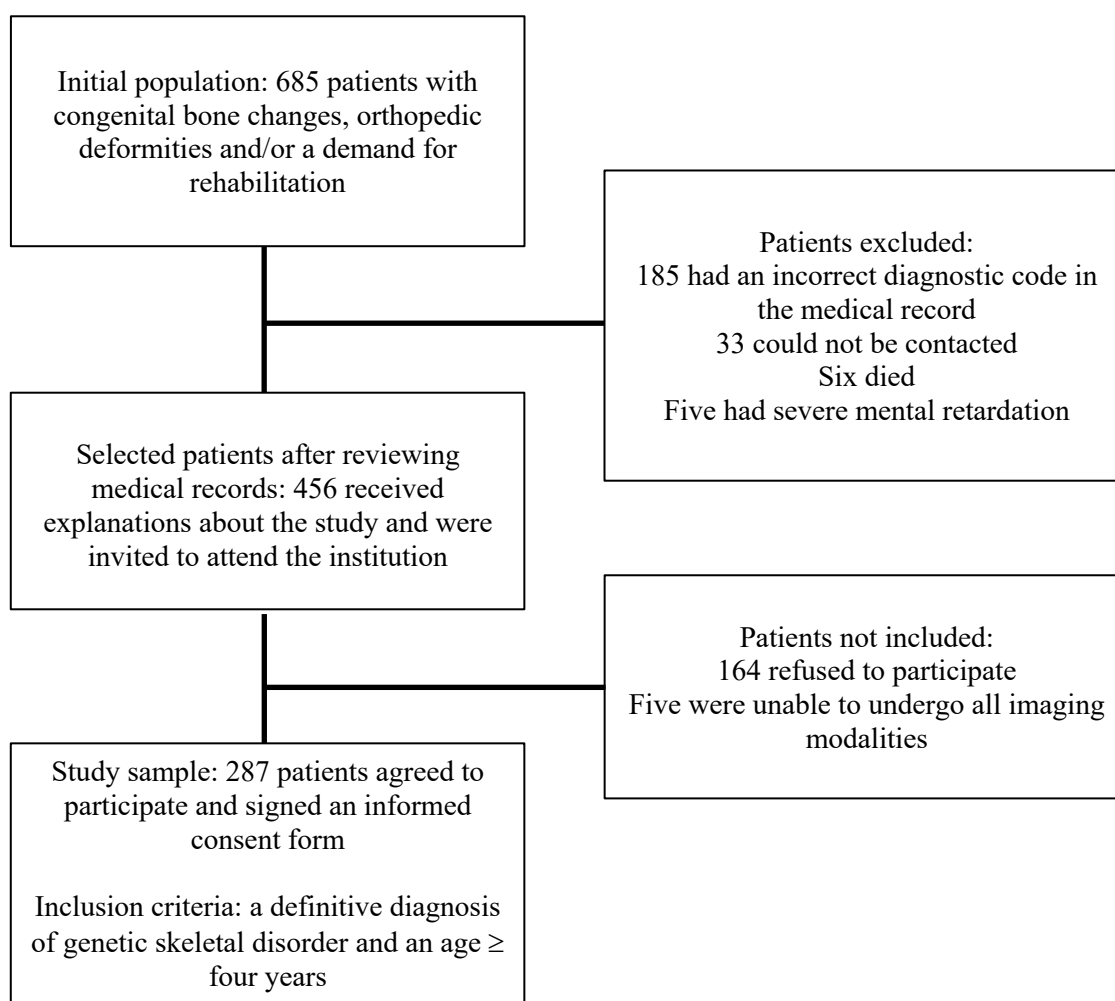 Initial population: 685 patients with
congenital bone changes, orthopedic
deformities and/or a demand for
rehabilitation
Patients excluded:
185 had an incorrect diagnostic code in
the medical record
33 could not be contacted
Six died
Five had severe mental retardation
Selected patients after reviewing
medical records: 456 received
explanations about the study and were
invited to attend the institution
Patients not included:
164 refused to participate
Five were unable to undergo all imaging
modalities
Study sample: 287 patients agreed to
participate and signed an informed
consent form
Inclusion criteria: a definitive diagnosis
of genetic skeletal disorder and an age ≥
four years